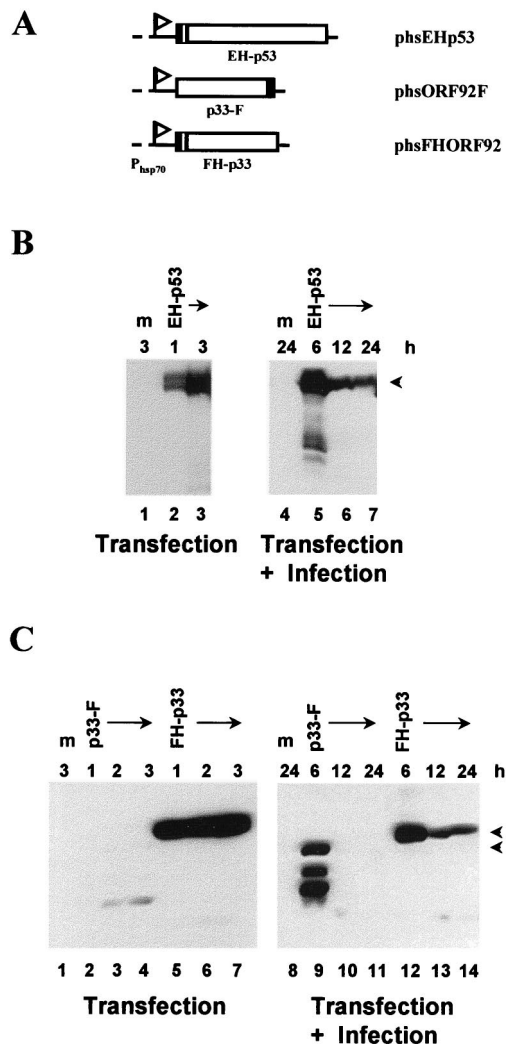 A
EH-p53 phsEHp53
p33-F phsORF92F
Phsp70 FH-p33 phsFHORF92
B
m EH-p53 EH-p53
3 1 3 m 24 6 12 24 h
1 2 3 4 5 6 7
Transfection Transfection
+ Infection
C
m p33-F FH-p33 m p33-F FH-p33
3 1 2 3 1 2 3 24 6 12 24 6 12 24 h
1 2 3 4 5 6 7 8 9 10 11 12 13 14
Transfection Transfection
+ Infection